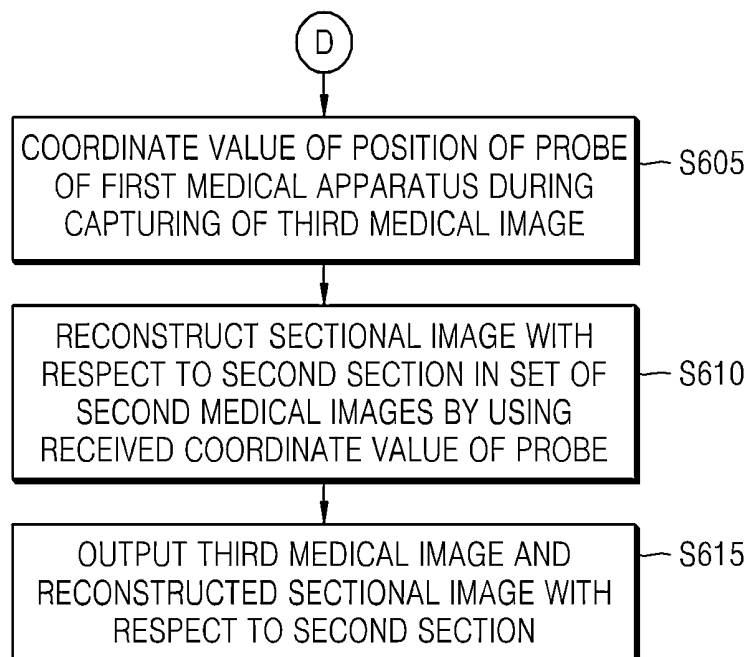 D
COORDINATE VALUE OF POSITION OF PROBE
OF FIRST MEDICAL APPARATUS DURING
CAPTURING OF THIRD MEDICAL IMAGE
S605
RECONSTRUCT SECTIONAL IMAGE WITH
RESPECT TO SECOND SECTION IN SET OF
SECOND MEDICAL IMAGES BY USING
RECEIVED COORDINATE VALUE OF PROBE
S610
OUTPUT THIRD MEDICAL IMAGE AND
RECONSTRUCTED SECTIONAL IMAGE WITH
RESPECT TO SECOND SECTION
S615